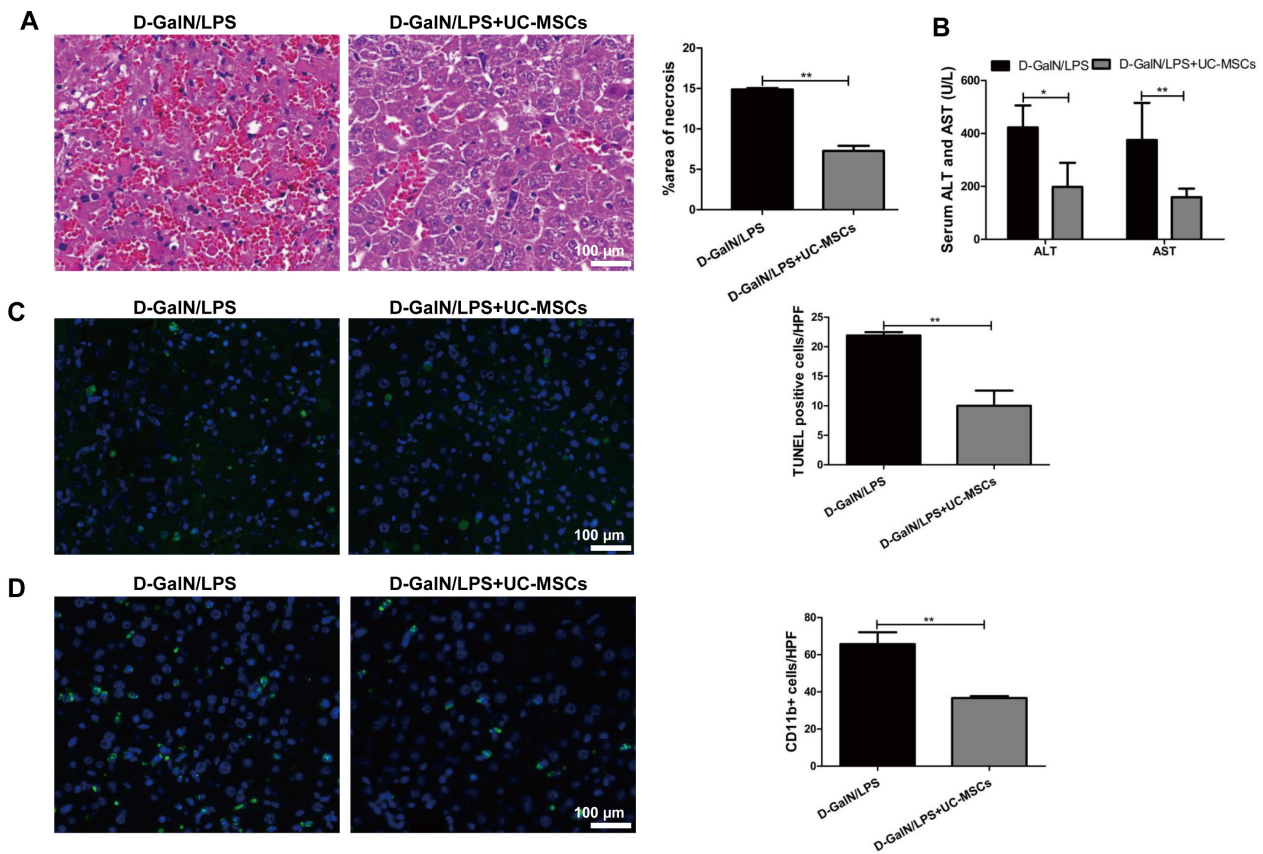 A
D-GalN/LPS
D-GalN/LPS+UC-MSCs
100 µm
%area of necrosis
20
15
10
5
0
**
D-GalN/LPS
D-GalN/LPS+UC-MSCs
B
D-GalN/LPS
D-GalN/LPS+UC-MSCs
Serum ALT and AST (U/L)
600
400
200
0
*
**
ALT
AST
C
D-GalN/LPS
D-GalN/LPS+UC-MSCs
100 µm
TUNEL positive cells/HPF
25
20
15
10
5
0
**
D-GalN/LPS
D-GalN/LPS+UC-MSCs
D
D-GalN/LPS
D-GalN/LPS+UC-MSCs
100 µm
CD11b+ cells/HPF
80
60
40
20
0
**
D-GalN/LPS
D-GalN/LPS+UC-MSCs